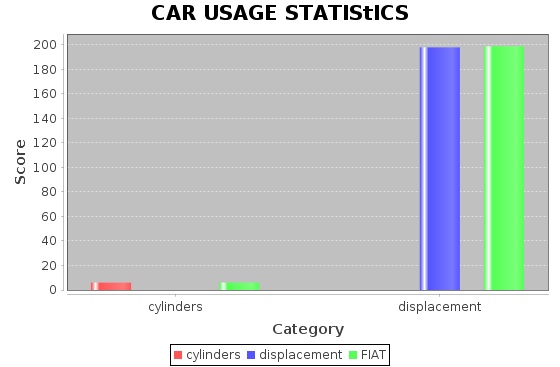 CAR USAGE STATIStICS
200
180
160
140
120
100
80
60
40
20
0
Score
cylinders displacement
Category
cylinders displacement FIAT